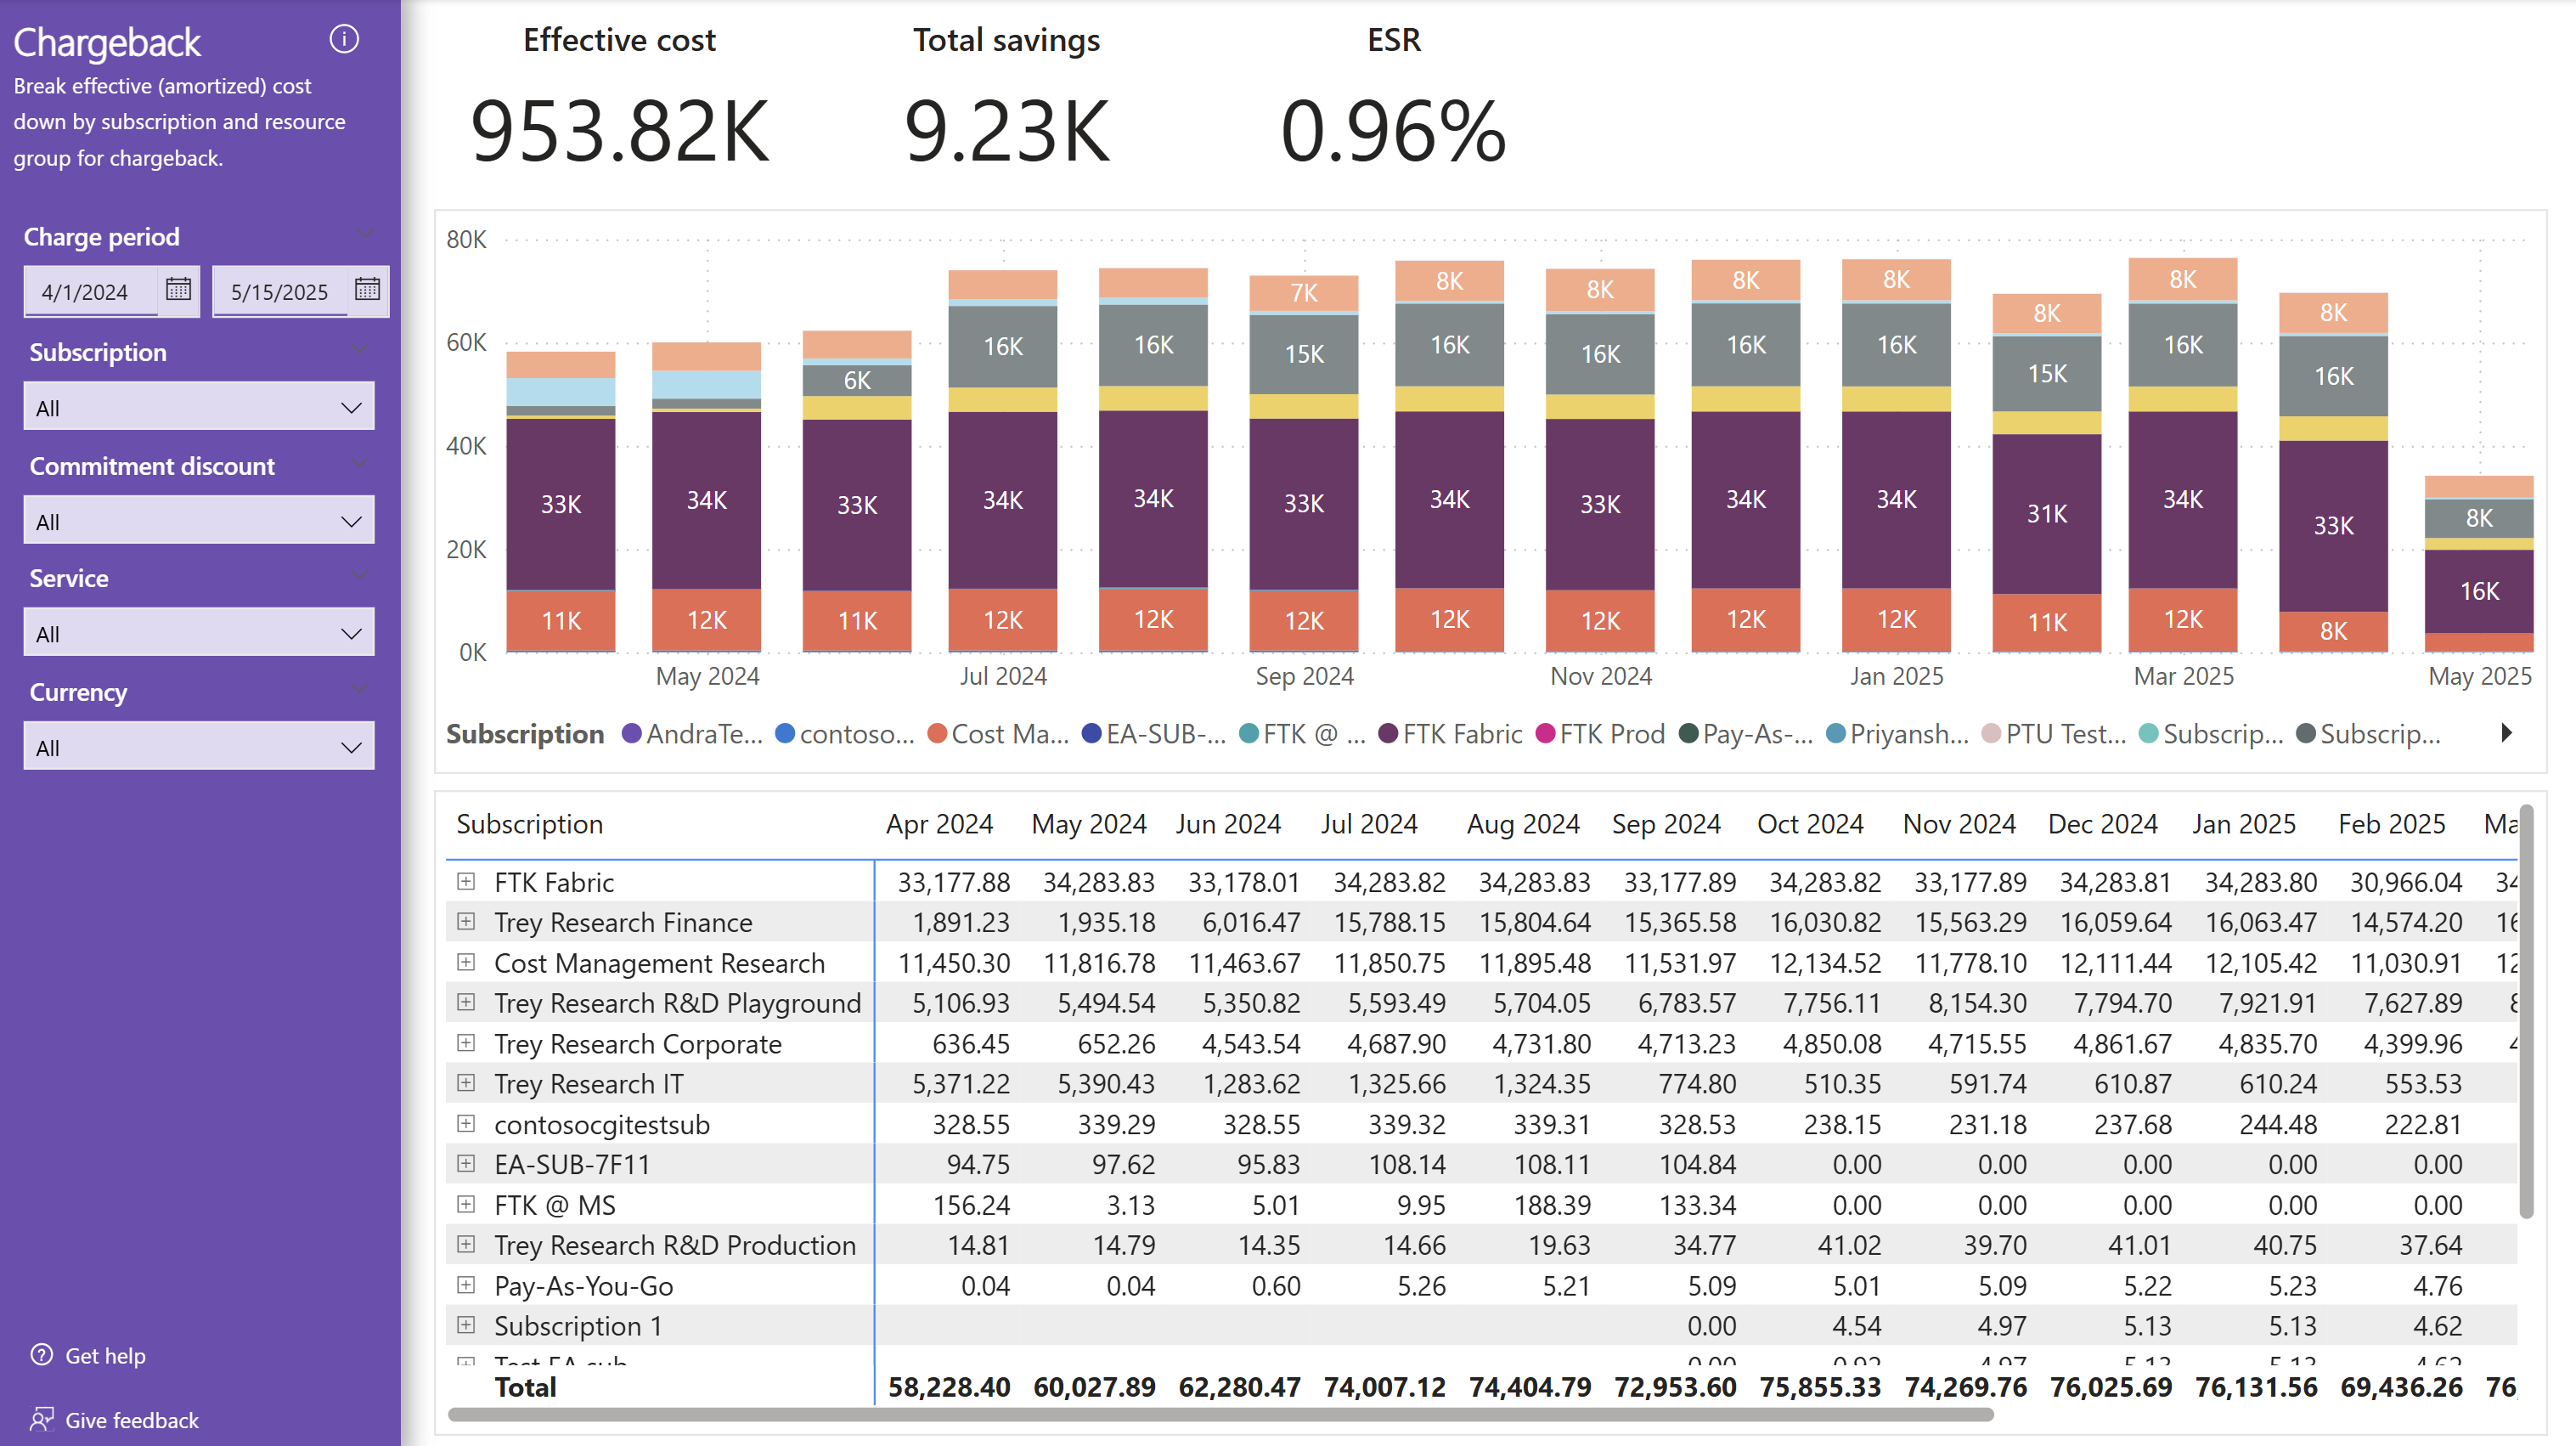 Chargeback
Break effective (amortized) cost
down by subscription and resource
group for chargeback.
Charge period
4/1/2024 5/15/2025
Subscription
All
Commitment discount
All
Service
All
Currency
All
Get help
Give feedback
Effective cost Total savings ESR
953.82K 9.23K 0.96%
80K
60K
40K
20K
0K
7K 8K 8K 8K 8K 8K 8K 8K
6K 16K 16K 15K 16K 16K 16K 16K 15K 16K 16K 8K
33K 34K 33K 34K 34K 33K 34K 33K 34K 34K 31K 34K 33K 16K
11K 12K 11K 12K 12K 12K 12K 12K 12K 12K 11K 12K 8K
May 2024 Jul 2024 Sep 2024 Nov 2024 Jan 2025 Mar 2025 May 2025
Subscription AndraTe... contoso... Cost Ma... EA-SUB-... FTK @ ... FTK Fabric FTK Prod Pay-As-... Priyansh... PTU Test... Subscrip... Subscrip...
Subscription Apr 2024 May 2024 Jun 2024 Jul 2024 Aug 2024 Sep 2024 Oct 2024 Nov 2024 Dec 2024 Jan 2025 Feb 2025 Ma
FTK Fabric 33,177.88 34,283.83 33,178.01 34,283.82 34,283.83 33,177.89 34,283.82 33,177.89 34,283.81 34,283.80 30,966.04 34
Trey Research Finance 1,891.23 1,935.18 6,016.47 15,788.15 15,804.64 15,365.58 16,030.82 15,563.29 16,059.64 16,063.47 14,574.20 16
Cost Management Research 11,450.30 11,816.78 11,463.67 11,850.75 11,895.48 11,531.97 12,134.52 11,778.10 12,111.44 12,105.42 11,030.91 12
Trey Research R&D Playground 5,106.93 5,494.54 5,350.82 5,593.49 5,704.05 6,783.57 7,756.11 8,154.30 7,794.70 7,921.91 7,627.89 8
Trey Research Corporate 636.45 652.26 4,543.54 4,687.90 4,731.80 4,713.23 4,850.08 4,715.55 4,861.67 4,835.70 4,399.96 4
Trey Research IT 5,371.22 5,390.43 1,283.62 1,325.66 1,324.35 774.80 510.35 591.74 610.87 610.24 553.53
contosocgitestsub 328.55 339.29 328.55 339.32 339.31 328.53 238.15 231.18 237.68 244.48 222.81
EA-SUB-7F11 94.75 97.62 95.83 108.14 108.11 104.84 0.00 0.00 0.00 0.00 0.00
FTK @ MS 156.24 3.13 5.01 9.95 188.39 133.34 0.00 0.00 0.00 0.00 0.00
Trey Research R&D Production 14.81 14.79 14.35 14.66 19.63 34.77 41.02 39.70 41.01 40.75 37.64
Pay-As-You-Go 0.04 0.04 0.60 5.26 5.21 5.09 5.01 5.09 5.22 5.23 4.76
Subscription 1 0.00 4.54 4.97 5.13 5.13 4.62
Test EA sub 0.00 0.92 4.97 5.13 5.13 4.62
Total 58,228.40 60,027.89 62,280.47 74,007.12 74,404.79 72,953.60 75,855.33 74,269.76 76,025.69 76,131.56 69,436.26 76,